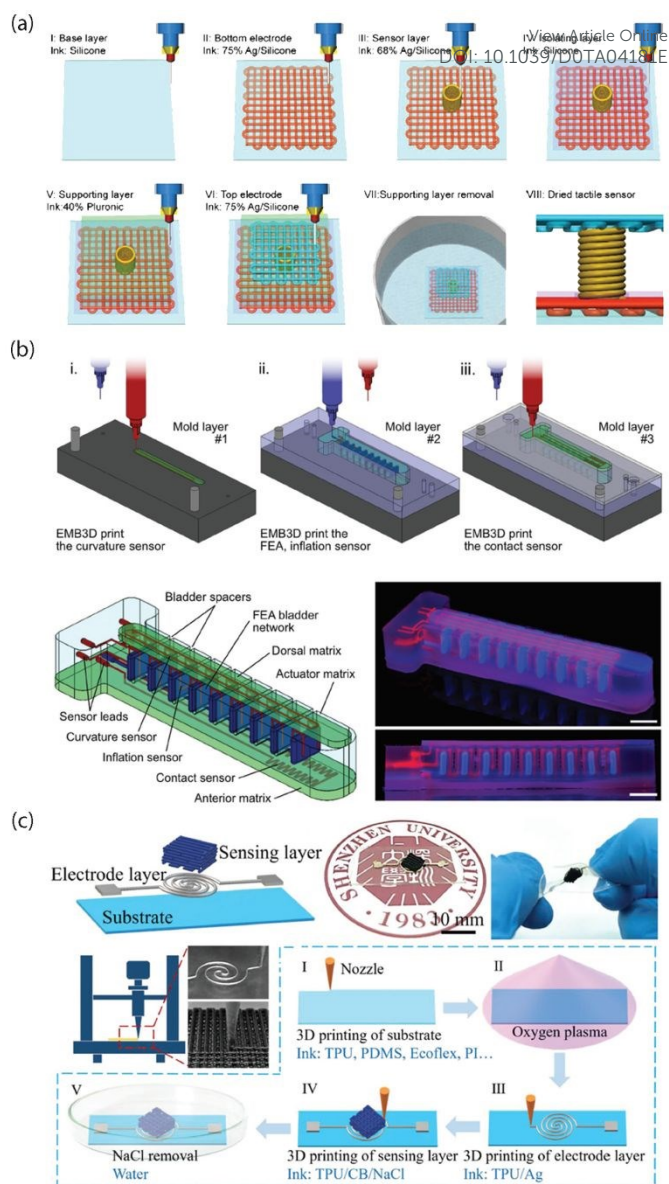 (a)
View Article Online
DOI: 10.1039/D0TA04181E
I: Base layer
Ink: Silicone
II: Bottom electrode
Ink: 75% Ag/Silicone
III: Sensor layer
Ink: 68% Ag/Silicone
IV: Isolating layer
Ink: Silicone
V: Supporting layer
Ink:40% Pluronic
VI: Top electrode
Ink: 75% Ag/Silicone
VII:Supporting layer removal
VIII: Dried tactile sensor
(b)
i.
Mold layer
#1
EMB3D print
the curvature sensor
ii.
Mold layer
#2
EMB3D print the
FEA, inflation sensor
iii.
Mold layer
#3
EMB3D print
the contact sensor
Bladder spacers
FEA bladder
network
Dorsal matrix
Actuator matrix
Sensor leads
Curvature sensor
Inflation sensor
Contact sensor
Anterior matrix
(c)
Sensing layer
Electrode layer
Substrate
SHENZHEN UNIVERSITY
1983
10 mm
I
Nozzle
3D printing of substrate
Ink: TPU, PDMS, Ecoflex, PI...
II
Oxygen plasma
V
NaCl removal
Water
IV
3D printing of sensing layer
Ink: TPU/CB/NaCl
III
3D printing of electrode layer
Ink: TPU/Ag